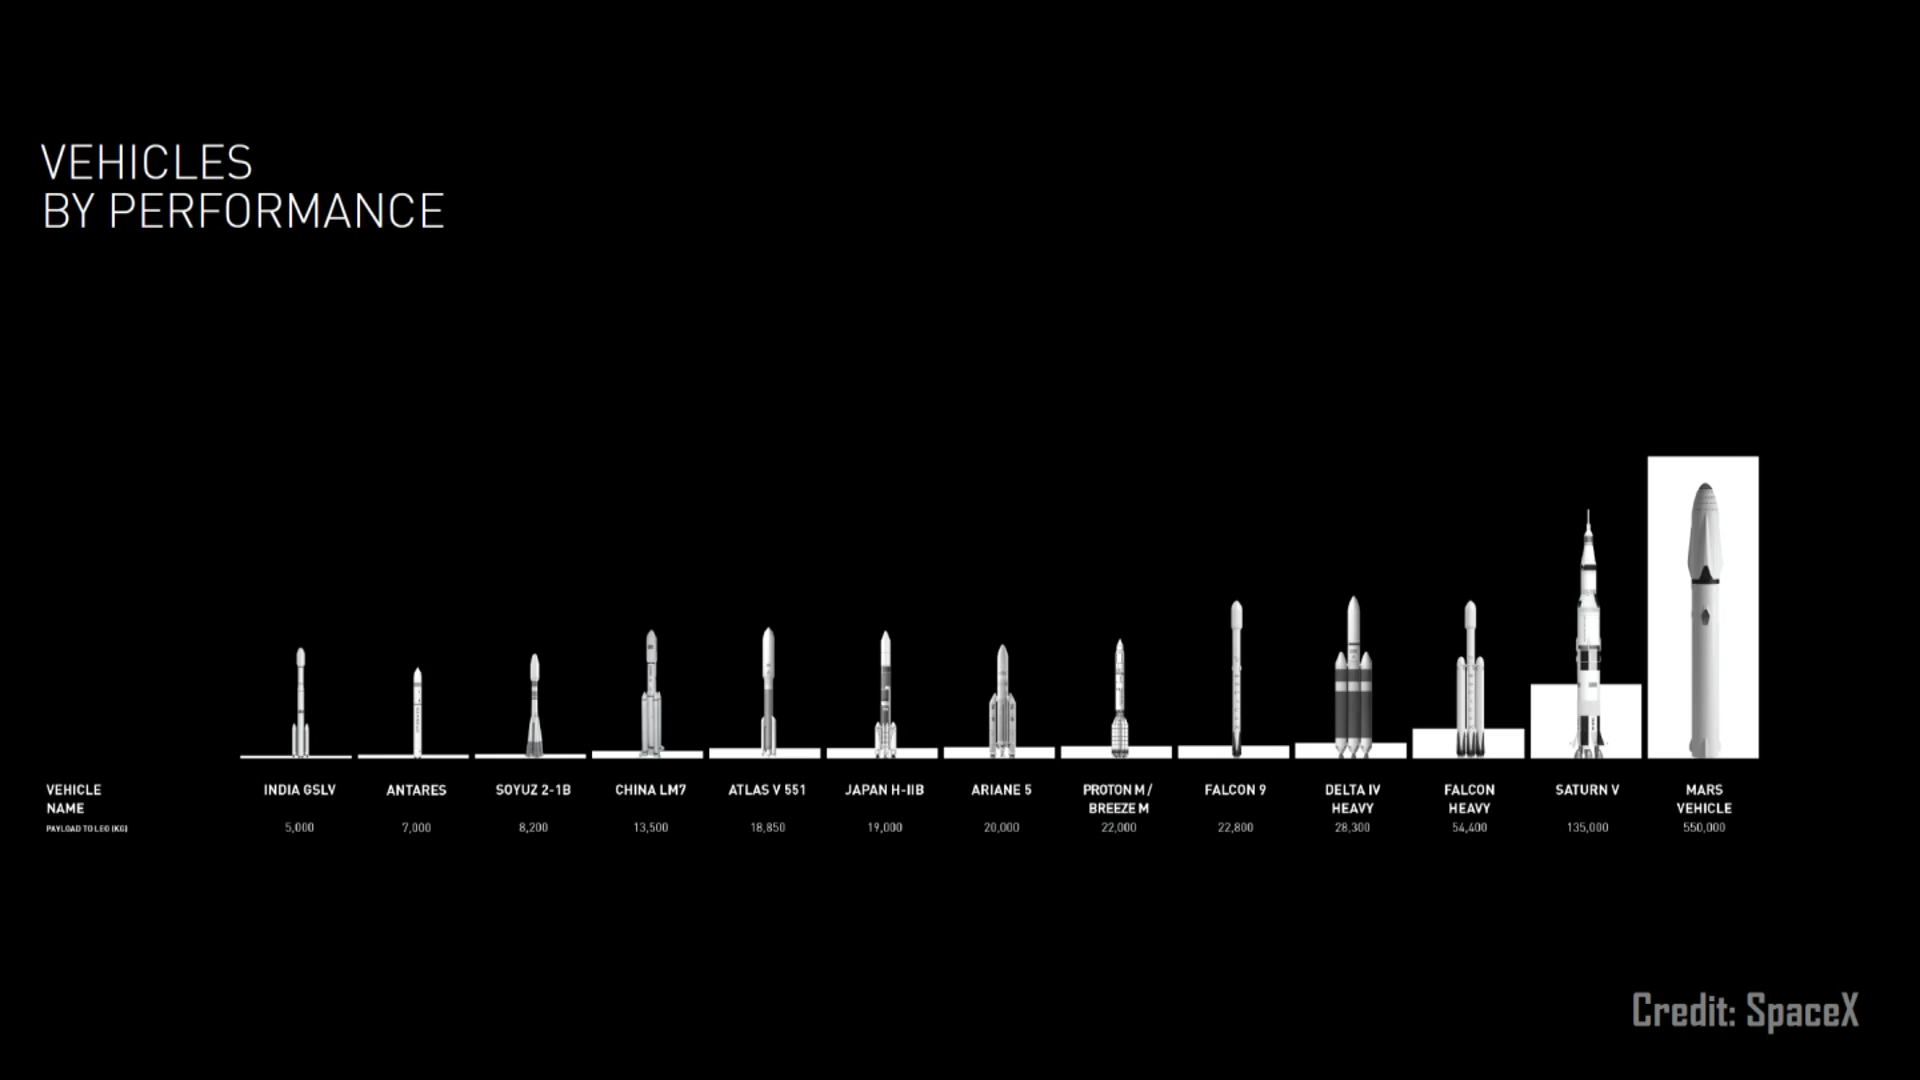 VEHICLES
BY PERFORMANCE
VEHICLE
NAME
PAYLOAD TO LEO (KG)
INDIA GSLV
5,000
ANTARES
7,000
SOYUZ 2-1B
8,200
CHINA LM7
13,500
ATLAS V 551
18,850
JAPAN H-IIB
19,000
ARIANE 5
20,000
PROTON M /
BREEZE M
22,000
FALCON 9
22,800
DELTA IV
HEAVY
28,300
FALCON
HEAVY
54,400
SATURN V
135,000
MARS
VEHICLE
550,000
Credit: SpaceX